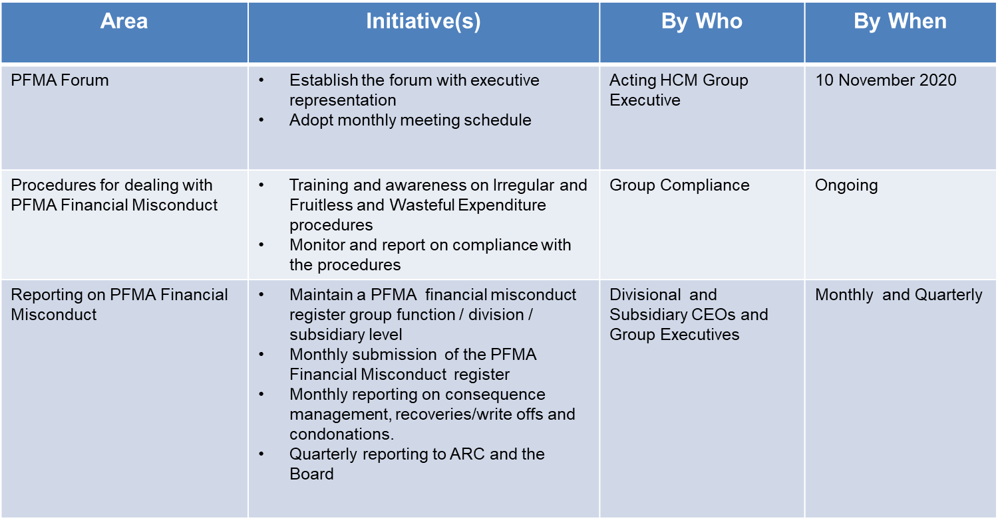 Area
Initiative(s)
By Who
By When
PFMA Forum
• Establish the forum with executive
representation
• Adopt monthly meeting schedule
Acting HCM Group
Executive
10 November 2020
Procedures for dealing with
PFMA Financial Misconduct
• Training and awareness on Irregular and
Fruitless and Wasteful Expenditure
procedures
• Monitor and report on compliance with
the procedures
Group Compliance
Ongoing
Reporting on PFMA Financial
Misconduct
• Maintain a PFMA financial misconduct
register group function / division /
subsidiary level
• Monthly submission of the PFMA
Financial Misconduct register
• Monthly reporting on consequence
management, recoveries/write offs and
condonations.
• Quarterly reporting to ARC and the
Board
Divisional and
Subsidiary CEOs and
Group Executives
Monthly and Quarterly